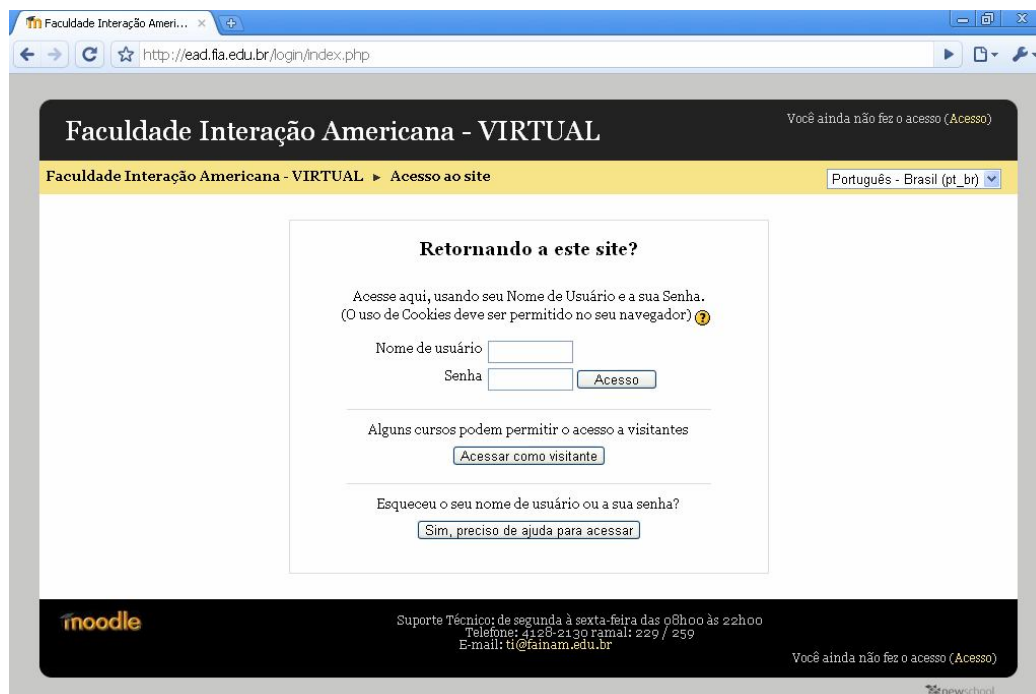 Faculdade Interação Ameri...
http://ead.fia.edu.br/login/index.php
Faculdade Interação Americana - VIRTUAL
Você ainda não fez o acesso (Acesso)
Faculdade Interação Americana - VIRTUAL ► Acesso ao site
Português - Brasil (pt_br)
Retornando a este site?
Acesse aqui, usando seu Nome de Usuário e a sua Senha.
(O uso de Cookies deve ser permitido no seu navegador) ?
Nome de usuário
Senha
Acesso
Alguns cursos podem permitir o acesso a visitantes
Acessar como visitante
Esqueceu o seu nome de usuário ou a sua senha?
Sim, preciso de ajuda para acessar
moodle
Suporte Técnico: de segunda à sexta-feira das 08h00 às 22h00
Telefone: 4128-2130 ramal: 229 / 259
E-mail: ti@fainam.edu.br
Você ainda não fez o acesso (Acesso)
newschool